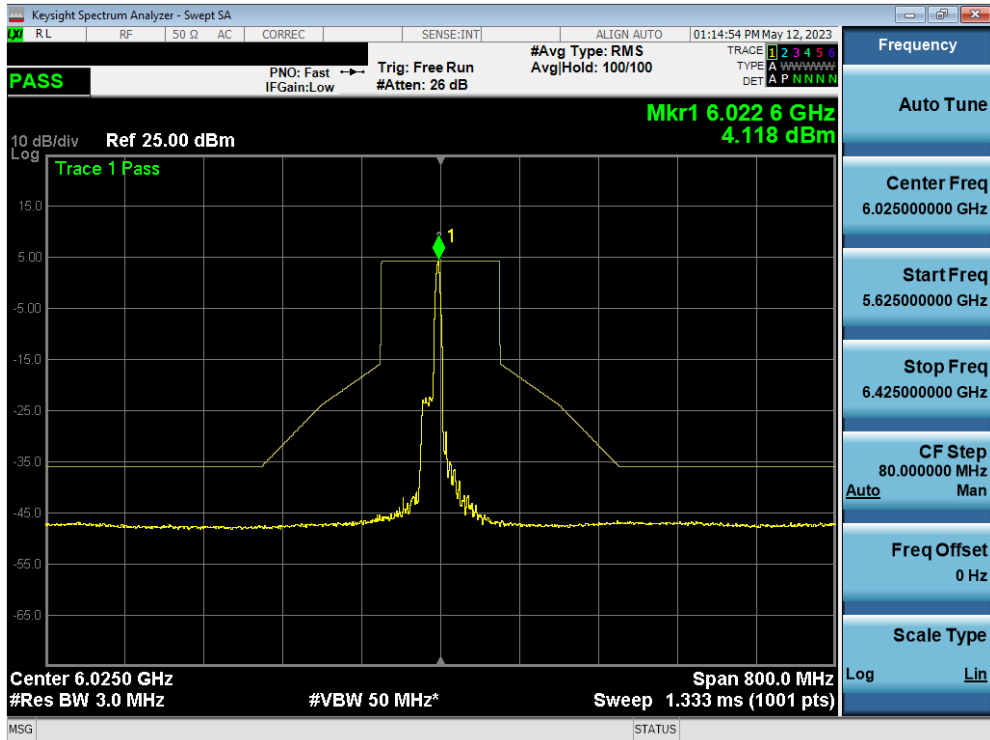 Keysight Spectrum Analyzer - Swept SA
LXI RL RF 50 Ω AC CORREC SENSE:INT ALIGN AUTO 01:14:54 PM May 12, 2023
PASS
PNO: Fast
IFGain:Low
Trig: Free Run
#Atten: 26 dB
#Avg Type: RMS
Avg|Hold: 100/100
TRACE 1 2 3 4 5 6
TYPE A WWWWW
DET A P N N N N
Mkr1 6.022 6 GHz
4.118 dBm
10 dB/div Ref 25.00 dBm
Log
Trace 1 Pass
15.0
1
5.00
-5.00
-15.0
-25.0
-35.0
-45.0
-55.0
-65.0
Center 6.0250 GHz Span 800.0 MHz
#Res BW 3.0 MHz #VBW 50 MHz* Sweep 1.333 ms (1001 pts)
MSG STATUS
Frequency
Auto Tune
Center Freq
6.025000000 GHz
Start Freq
5.625000000 GHz
Stop Freq
6.425000000 GHz
CF Step
80.000000 MHz
Auto Man
Freq Offset
0 Hz
Scale Type
Log Lin